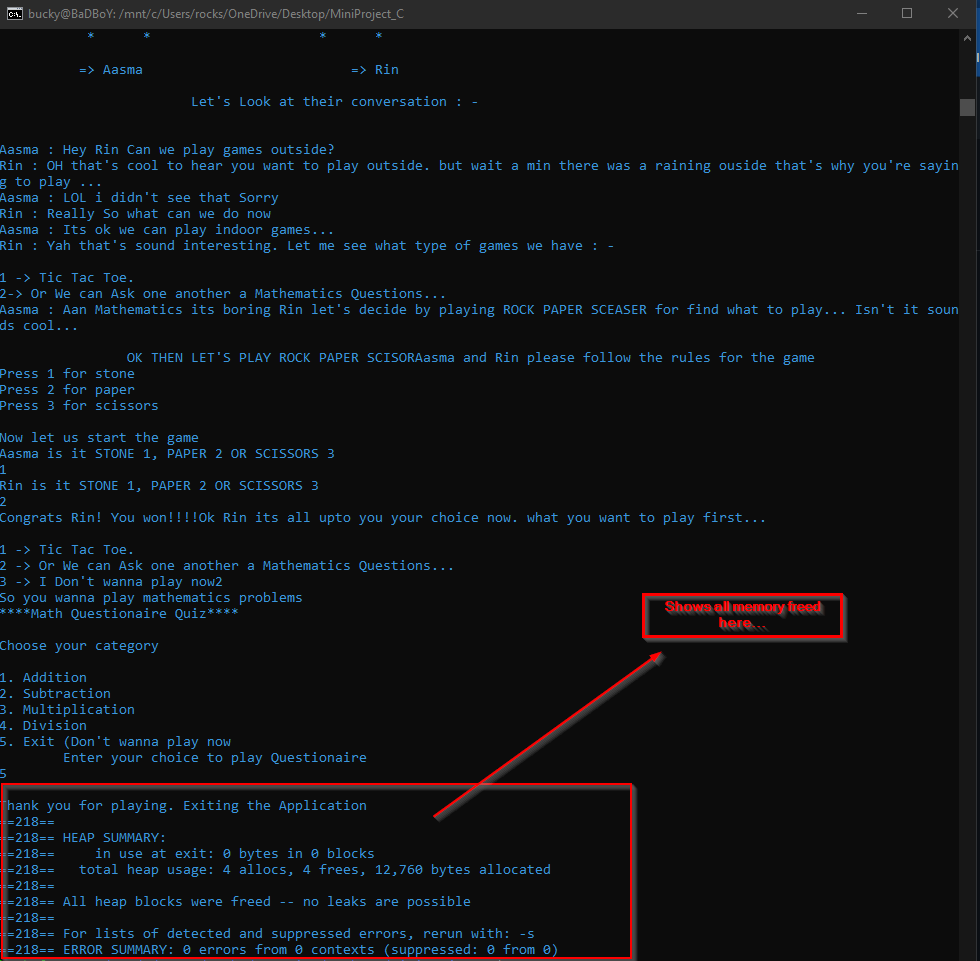 bucky@BaDBoY: /mnt/c/Users/rocks/OneDrive/Desktop/MiniProject_C
* * * *
=> Aasma => Rin
Let's Look at their conversation : -
Aasma : Hey Rin Can we play games outside?
Rin : OH that's cool to hear you want to play outside. but wait a min there was a raining ouside that's why you're sayin
g to play ...
Aasma : LOL i didn't see that Sorry
Rin : Really So what can we do now
Aasma : Its ok we can play indoor games...
Rin : Yah that's sound interesting. Let me see what type of games we have : -
1 -> Tic Tac Toe.
2-> Or We can Ask one another a Mathematics Questions...
Aasma : Aan Mathematics its boring Rin let's decide by playing ROCK PAPER SCEASER for find what to play... Isn't it soun
ds cool...
OK THEN LET'S PLAY ROCK PAPER SCISORAasma and Rin please follow the rules for the game
Press 1 for stone
Press 2 for paper
Press 3 for scissors
Now let us start the game
Aasma is it STONE 1, PAPER 2 OR SCISSORS 3
1
Rin is it STONE 1, PAPER 2 OR SCISSORS 3
2
Congrats Rin! You won!!!!Ok Rin its all upto you your choice now. what you want to play first...
1 -> Tic Tac Toe.
2 -> Or We can Ask one another a Mathematics Questions...
3 -> I Don't wanna play now2
So you wanna play mathematics problems
****Math Questionaire Quiz****
Shows all memory freed
here...
Choose your category
1. Addition
2. Subtraction
3. Multiplication
4. Division
5. Exit (Don't wanna play now
Enter your choice to play Questionaire
5
Thank you for playing. Exiting the Application
==218==
==218== HEAP SUMMARY:
==218== in use at exit: 0 bytes in 0 blocks
==218== total heap usage: 4 allocs, 4 frees, 12,760 bytes allocated
==218==
==218== All heap blocks were freed -- no leaks are possible
==218==
==218== For lists of detected and suppressed errors, rerun with: -s
==218== ERROR SUMMARY: 0 errors from 0 contexts (suppressed: 0 from 0)